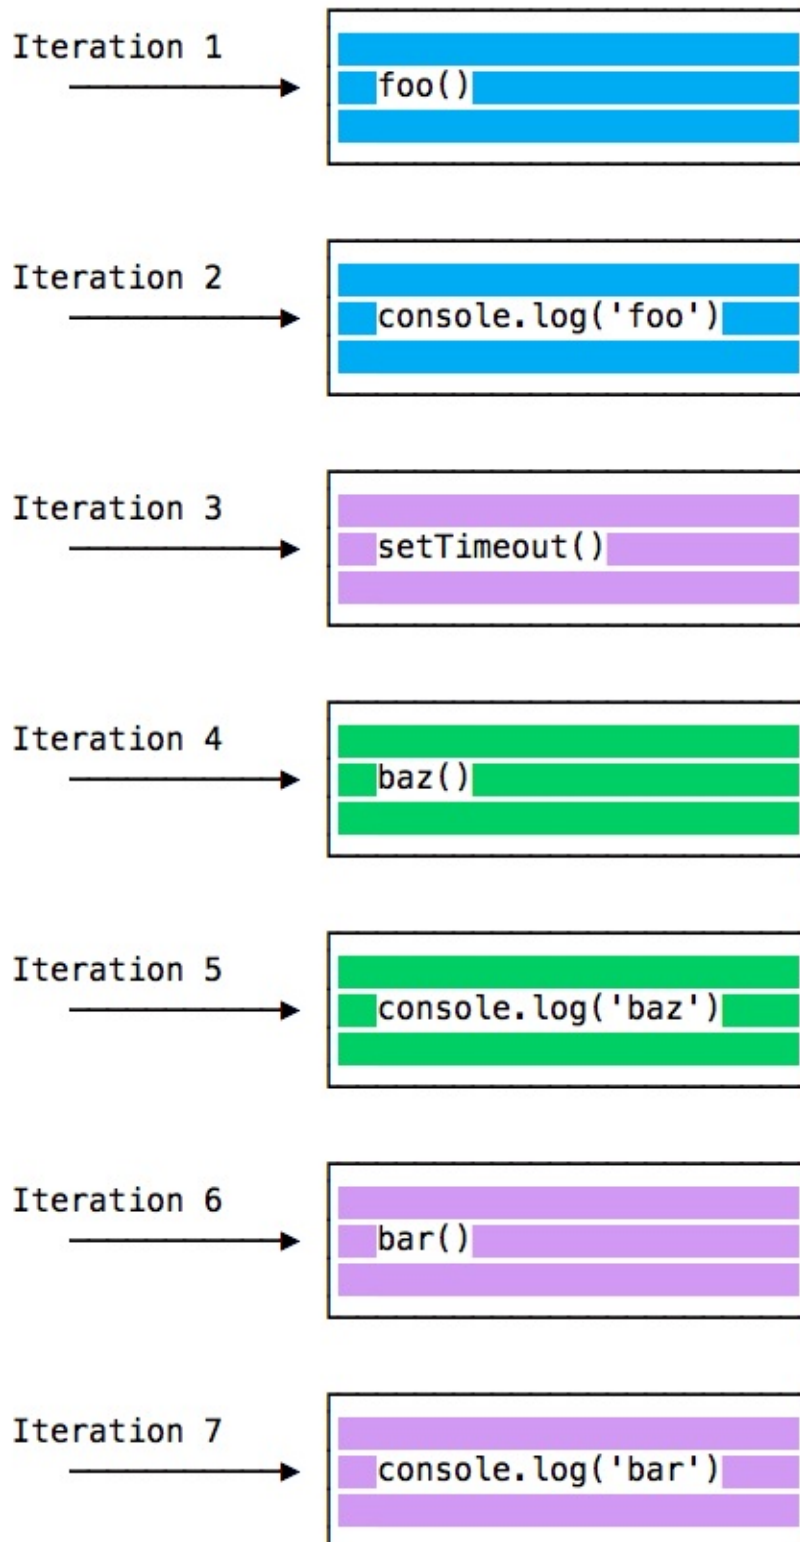 Iteration 1
foo()
Iteration 2
console.log('foo')
Iteration 3
setTimeout()
Iteration 4
baz()
Iteration 5
console.log('baz')
Iteration 6
bar()
Iteration 7
console.log('bar')